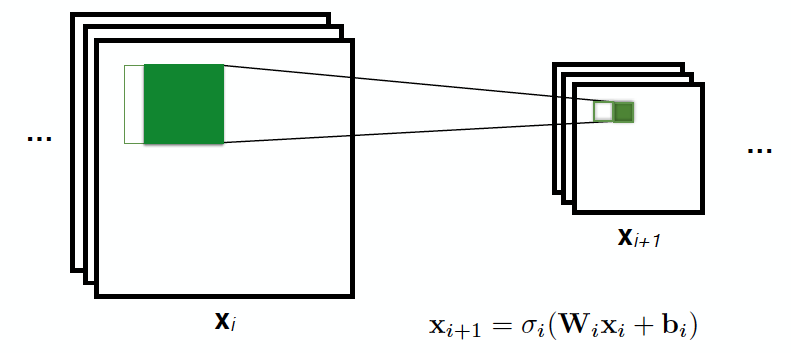 ...
...
x_{i+1}
x_i
x_{i+1} = σ_i(W_i x_i + b_i)